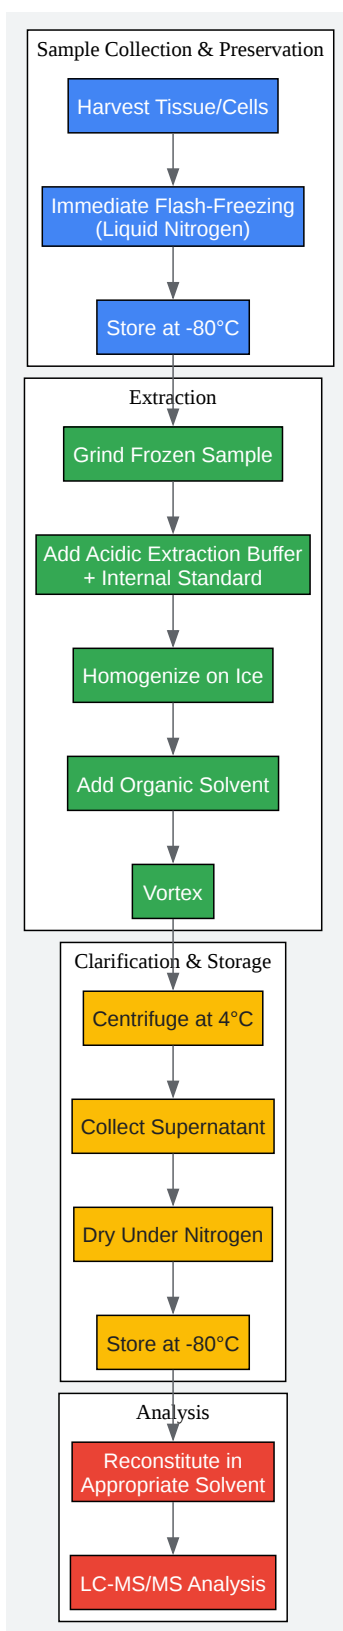 Sample Collection & Preservation
Harvest Tissue/Cells
Immediate Flash-Freezing
(Liquid Nitrogen)
Store at -80°C
Extraction
Grind Frozen Sample
Add Acidic Extraction Buffer
+ Internal Standard
Homogenize on Ice
Add Organic Solvent
Vortex
Clarification & Storage
Centrifuge at 4°C
Collect Supernatant
Dry Under Nitrogen
Store at -80°C
Analysis
Reconstitute in
Appropriate Solvent
LC-MS/MS Analysis